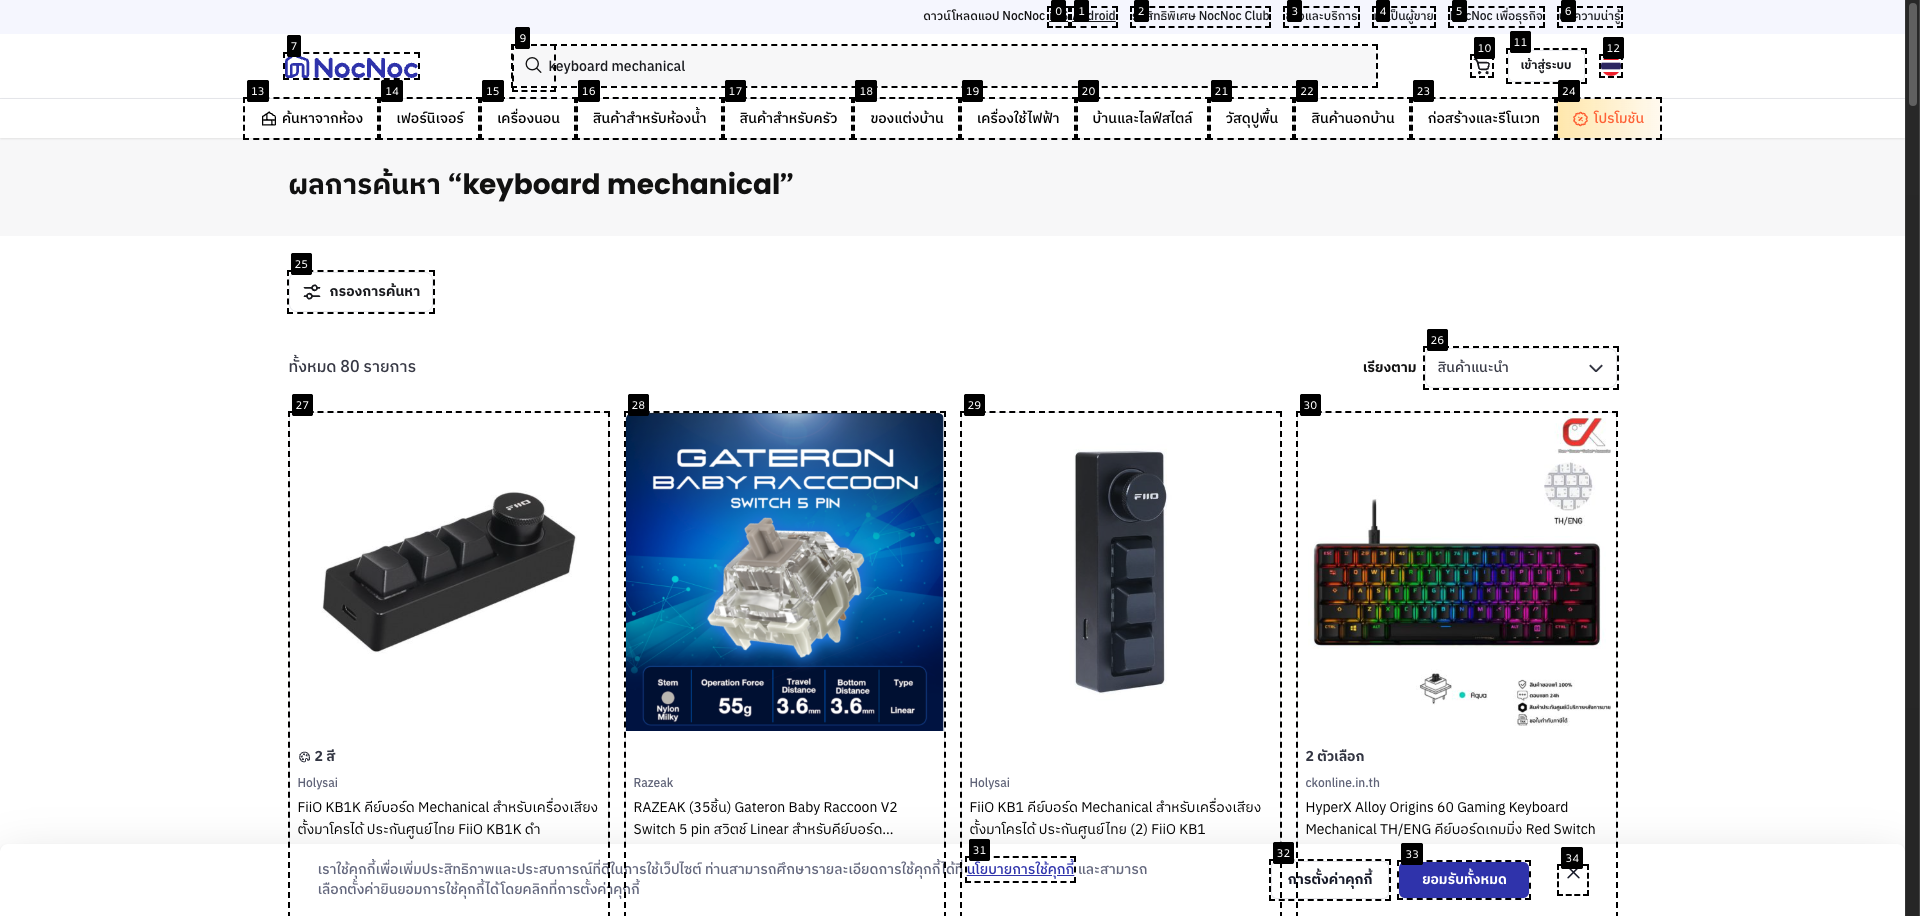 ดาวน์โหลดแอป NocNoc
NocNoc Club
และบริการ
เป็นผู้ขาย
เพื่อธุรกิจ
ความน่ารู้
NocNoc
keyboard mechanical
เข้าสู่ระบบ
ค้นหาจากห้อง
เฟอร์นิเจอร์
เครื่องนอน
สินค้าสำหรับห้องน้ำ
สินค้าสำหรับครัว
ของแต่งบ้าน
เครื่องใช้ไฟฟ้า
บ้านและไลฟ์สไตล์
วัสดุปูพื้น
สินค้านอกบ้าน
ก่อสร้างและรีโนเวท
โปรโมชัน
ผลการค้นหา “keyboard mechanical”
กรองการค้นหา
ทั้งหมด 80 รายการ
เรียงตาม
สินค้าแนะนำ
FiiO
GATERON
BABY RACCOON
SWITCH 5 PIN
Stem
Nylon
Milky
Operation Force
55g
Travel
Distance
3.6mm
Bottom
Distance
3.6mm
Type
Linear
FiiO
TH/ENG
Aqua
2 สี
Holysai
FiiO KB1K คีย์บอร์ด Mechanical สำหรับเครื่องเสียง
ตั้งมาโครได้ ประกันศูนย์ไทย FiiO KB1K ดำ
Razeak
RAZEAK (35ชิ้น) Gateron Baby Raccoon V2
Switch 5 pin สวิตช์ Linear สำหรับคีย์บอร์ด...
Holysai
FiiO KB1 คีย์บอร์ด Mechanical สำหรับเครื่องเสียง
ตั้งมาโครได้ ประกันศูนย์ไทย (2) FiiO KB1
2 ตัวเลือก
ckonline.in.th
HyperX Alloy Origins 60 Gaming Keyboard
Mechanical TH/ENG คีย์บอร์ดเกมมิ่ง Red Switch
เราใช้คุกกี้เพื่อเพิ่มประสิทธิภาพและประสบการณ์ที่ดีในการใช้เว็ปไซต์ ท่านสามารถศึกษารายละเอียดการใช้คุกกี้ได้ที่ นโยบายการใช้คุกกี้ และสามารถ
เลือกตั้งค่ายินยอมการใช้คุกกี้ได้โดยคลิกที่การตั้งค่าคุกกี้
การตั้งค่าคุกกี้
ยอมรับทั้งหมด
0
1
2
3
4
5
6
7
9
10
11
12
13
14
15
16
17
18
19
20
21
22
23
24
25
26
27
28
29
30
31
32
33
34